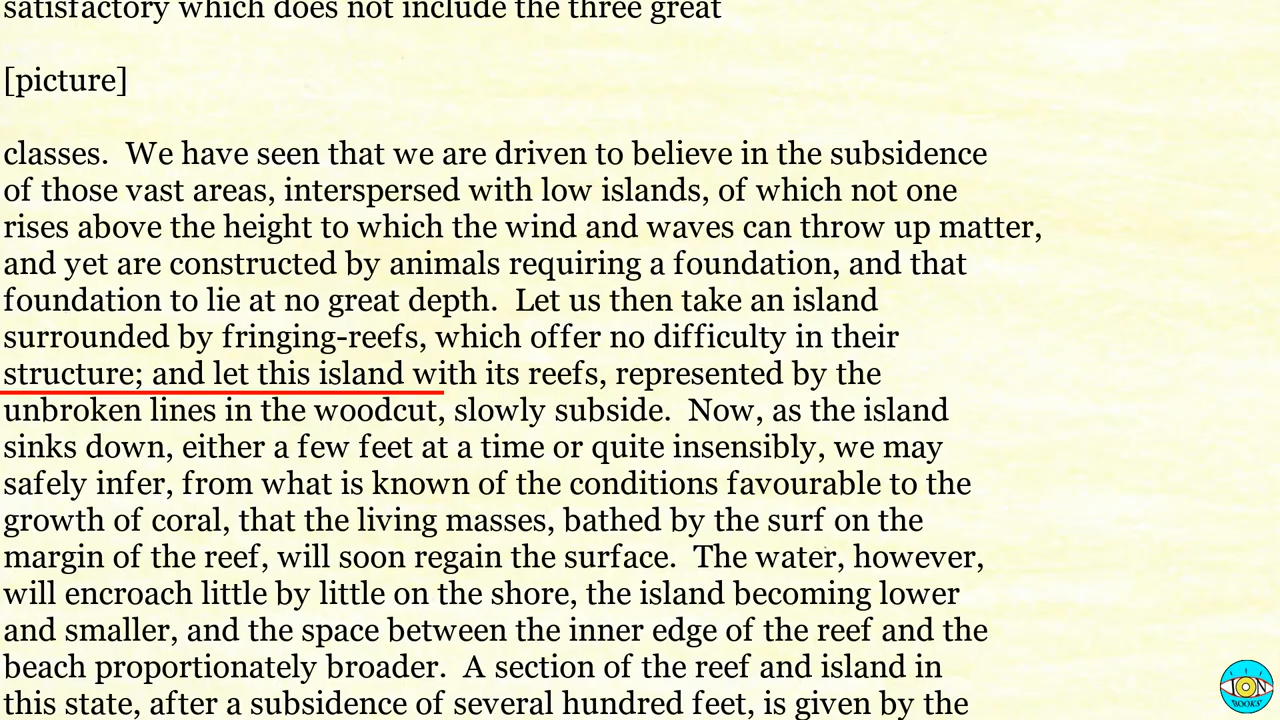 satisfactory which does not include the three great
[picture]
classes.  We have seen that we are driven to believe in the subsidence
of those vast areas, interspersed with low islands, of which not one
rises above the height to which the wind and waves can throw up matter,
and yet are constructed by animals requiring a foundation, and that
foundation to lie at no great depth.  Let us then take an island
surrounded by fringing-reefs, which offer no difficulty in their
structure; and let this island with its reefs, represented by the
unbroken lines in the woodcut, slowly subside.  Now, as the island
sinks down, either a few feet at a time or quite insensibly, we may
safely infer, from what is known of the conditions favourable to the
growth of coral, that the living masses, bathed by the surf on the
margin of the reef, will soon regain the surface.  The water, however,
will encroach little by little on the shore, the island becoming lower
and smaller, and the space between the inner edge of the reef and the
beach proportionately broader.  A section of the reef and island in
this state, after a subsidence of several hundred feet, is given by the
ION
BOOKS